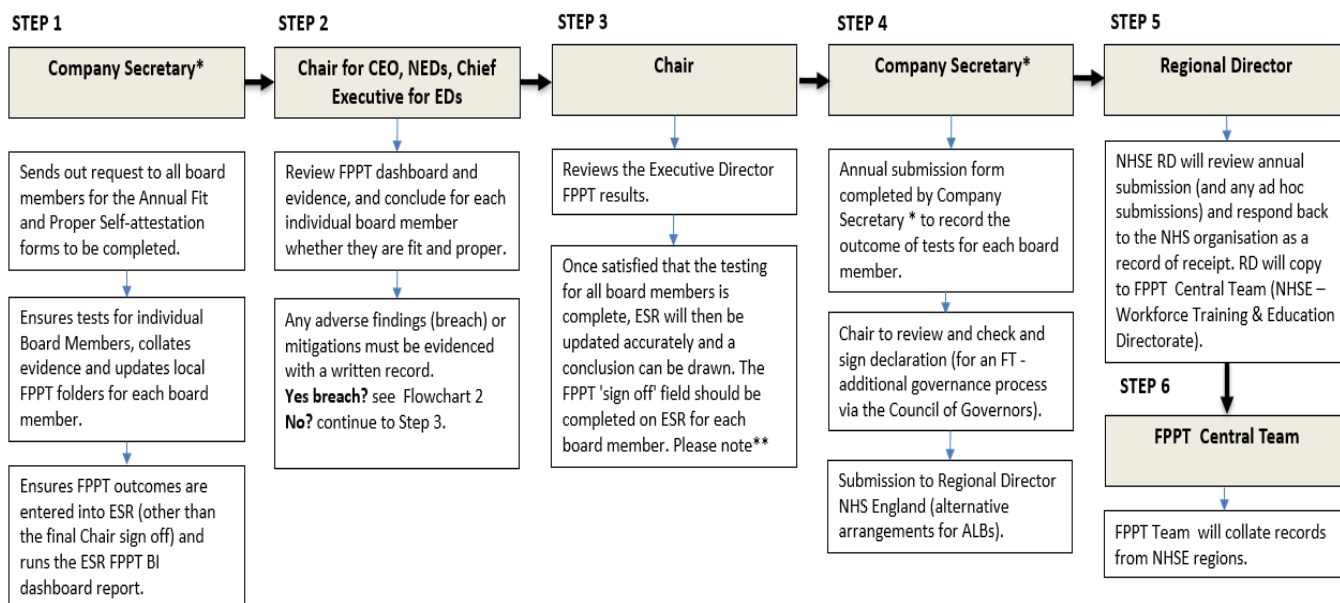 STEP 1
Company Secretary*
Sends out request to all board
members for the Annual Fit
and Proper Self-attestation
forms to be completed.
Ensures tests for individual
Board Members, collates
evidence and updates local
FPPT folders for each board
member.
Ensures FPPT outcomes are
entered into ESR (other than
the final Chair sign off) and
runs the ESR FPPT BI
dashboard report.
STEP 2
Chair for CEO, NEDs, Chief
Executive for EDs
Review FPPT dashboard and
evidence, and conclude for each
individual board member
whether they are fit and proper.
Any adverse findings (breach) or
mitigations must be evidenced
with a written record.
Yes breach? see Flowchart 2
No? continue to Step 3.
STEP 3
Chair
Reviews the Executive Director
FPPT results.
Once satisfied that the testing
for all board members is
complete, ESR will then be
updated accurately and a
conclusion can be drawn. The
FPPT 'sign off' field should be
completed on ESR for each
board member. Please note**
STEP 4
Company Secretary*
Annual submission form
completed by Company
Secretary * to record the
outcome of tests for each board
member.
Chair to review and check and
sign declaration (for an FT -
additional governance process
via the Council of Governors).
Submission to Regional Director
NHS England (alternative
arrangements for ALBs).
STEP 5
Regional Director
NHSE RD will review annual
submission (and any ad hoc
submissions) and respond back
to the NHS organisation as a
record of receipt. RD will copy
to FPPT Central Team (NHSE –
Workforce Training & Education
Directorate).
STEP 6
FPPT Central Team
FPPT Team will collate records
from NHSE regions.